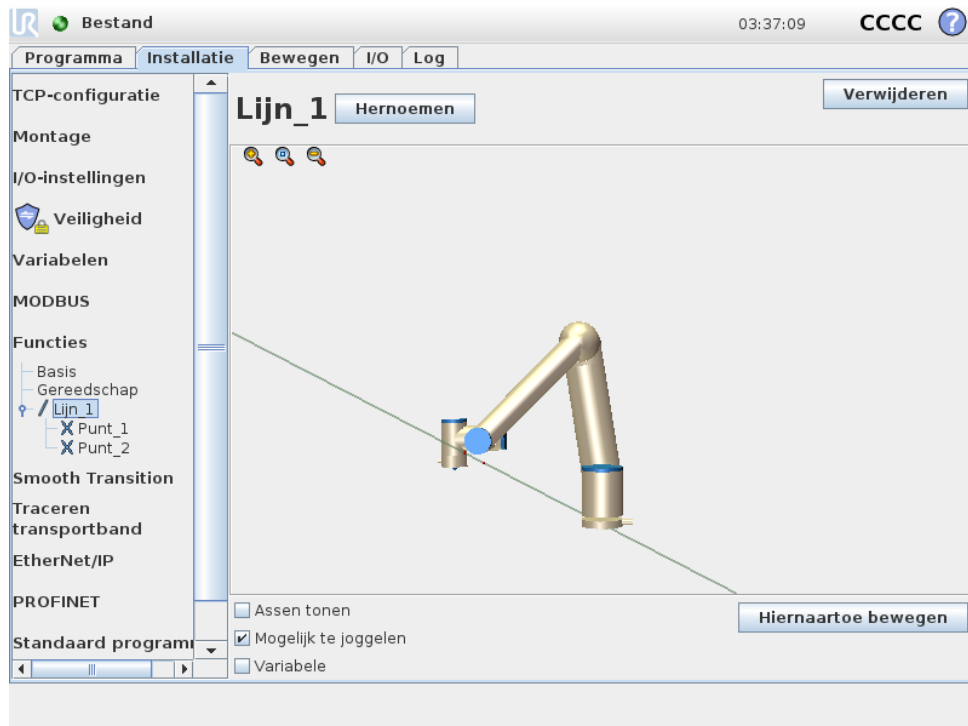 UR Bestand 03:37:09 CCCC ?
Programma Installatie Bewegen I/O Log
TCP-configuratie
Montage
I/O-instellingen
Veiligheid
Variabelen
MODBUS
Functies
Basis
Gereedschap
Lijn_1
Punt_1
Punt_2
Smooth Transition
Traceren
transportband
EtherNet/IP
PROFINET
Standaard program
Lijn_1 Hernoemen Verwijderen
Assen tonen
Mogelijk te joggelen
Variabele
Hiernaartoe bewegen